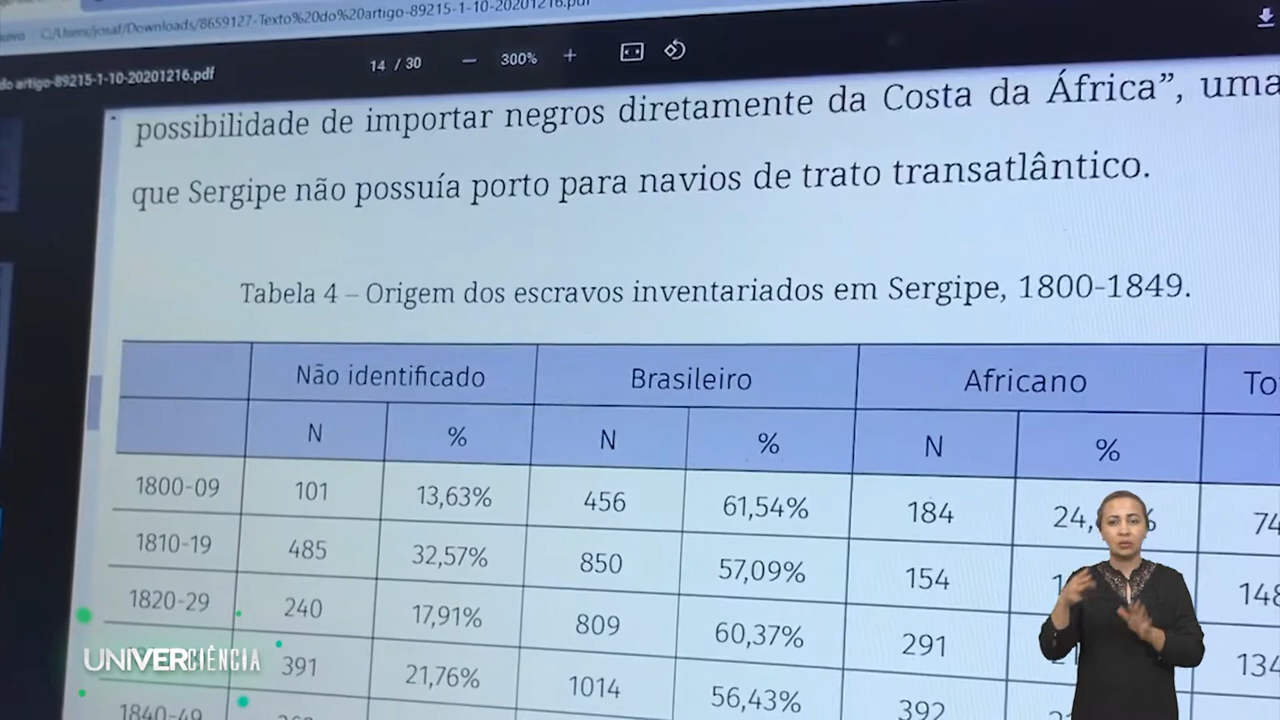 C:/Users/josaf/Downloads/8659127-Texto%20do%20artigo-89215-1-10-20201216.pdf
do artigo-89215-1-10-20201216.pdf
14 / 30
300%
possibilidade de importar negros diretamente da Costa da África”, uma
que Sergipe não possuía porto para navios de trato transatlântico.
Tabela 4 – Origem dos escravos inventariados em Sergipe, 1800-1849.
Não identificado Brasileiro Africano
N % N % N %
1800-09 101 13,63% 456 61,54% 184
1810-19 485 32,57% 850 57,09% 154
1820-29 240 17,91% 809 60,37% 291
391 21,76% 1014 56,43% 392
1840-49
UNIVERCIÊNCIA